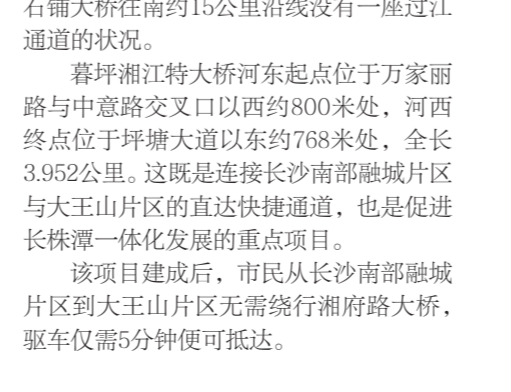 石铺大桥往南约15公里沿线没有一座过江
通道的状况。
暮坪湘江特大桥河东起点位于万家丽
路与中意路交叉口以西约800米处，河西
终点位于坪塘大道以东约768米处，全长
3.952公里。这既是连接长沙南部融城片区
与大王山片区的直达快捷通道，也是促进
长株潭一体化发展的重点项目。
该项目建成后，市民从长沙南部融城
片区到大王山片区无需绕行湘府路大桥，
驱车仅需5分钟便可抵达。